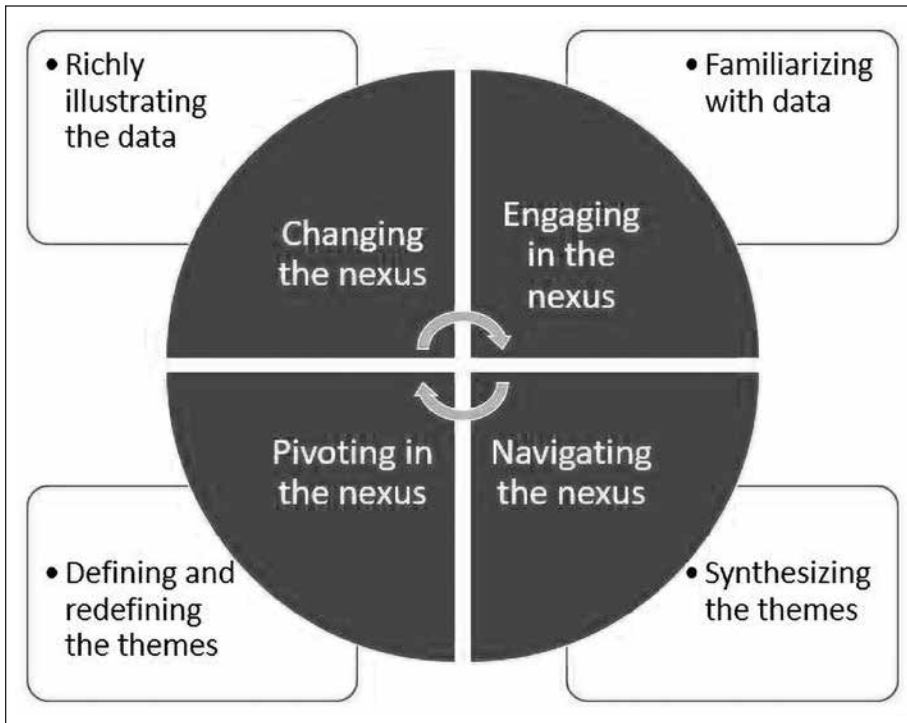 • Richly
illustrating
the data
• Familiarizing
with data
Changing
the nexus
Engaging
in the
nexus
Pivoting in
the nexus
Navigating
the nexus
• Defining and
redefining
the themes
• Synthesizing
the themes